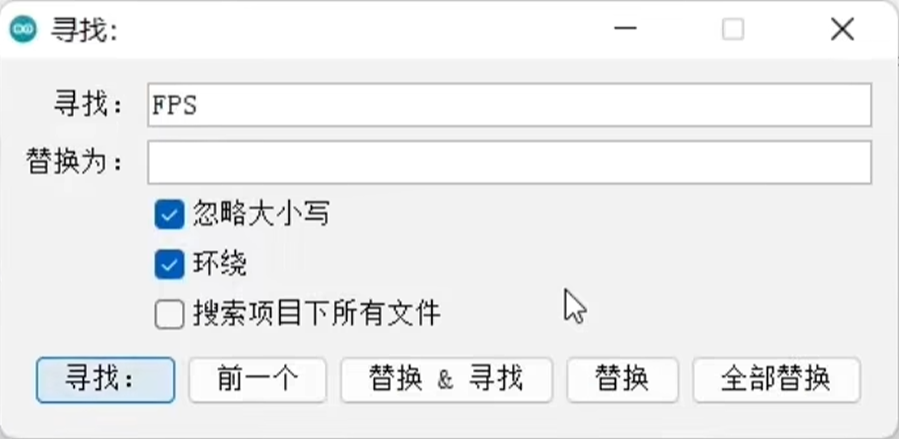 寻找:
寻找： FPS
替换为：
忽略大小写
环绕
搜索项目下所有文件
寻找： 前一个 替换 & 寻找 替换 全部替换